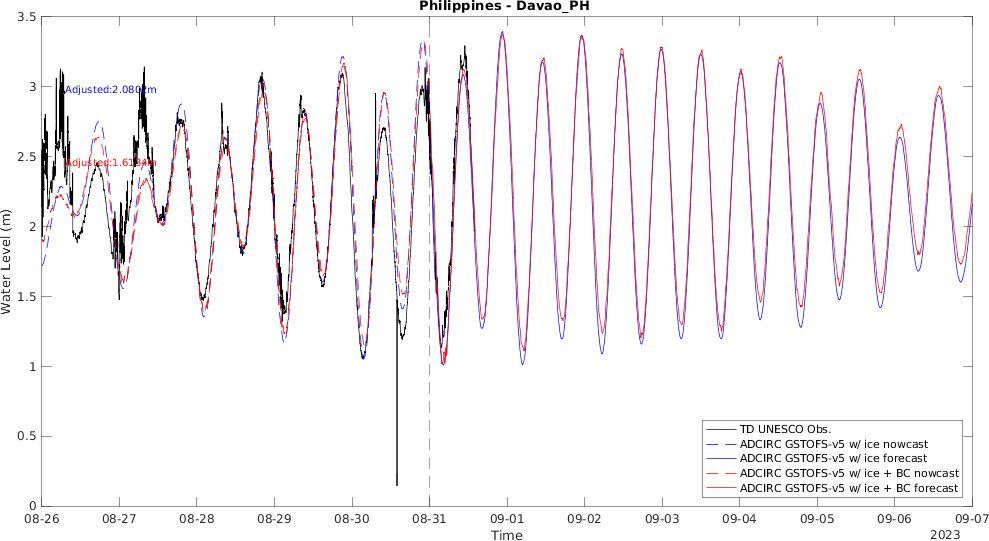 Philippines - Davao_PH
3.5
3
2.5
2
1.5
1
0.5
0
Water Level (m)
Adjusted:2.0802m
TD UNESCO Obs.
ADCIRC GSTOFS-v5 w/ ice nowcast
ADCIRC GSTOFS-v5 w/ ice forecast
ADCIRC GSTOFS-v5 w/ ice + BC nowcast
ADCIRC GSTOFS-v5 w/ ice + BC forecast
08-26 08-27 08-28 08-29 08-30 08-31 09-01 09-02 09-03 09-04 09-05 09-06 09-07
Time
2023